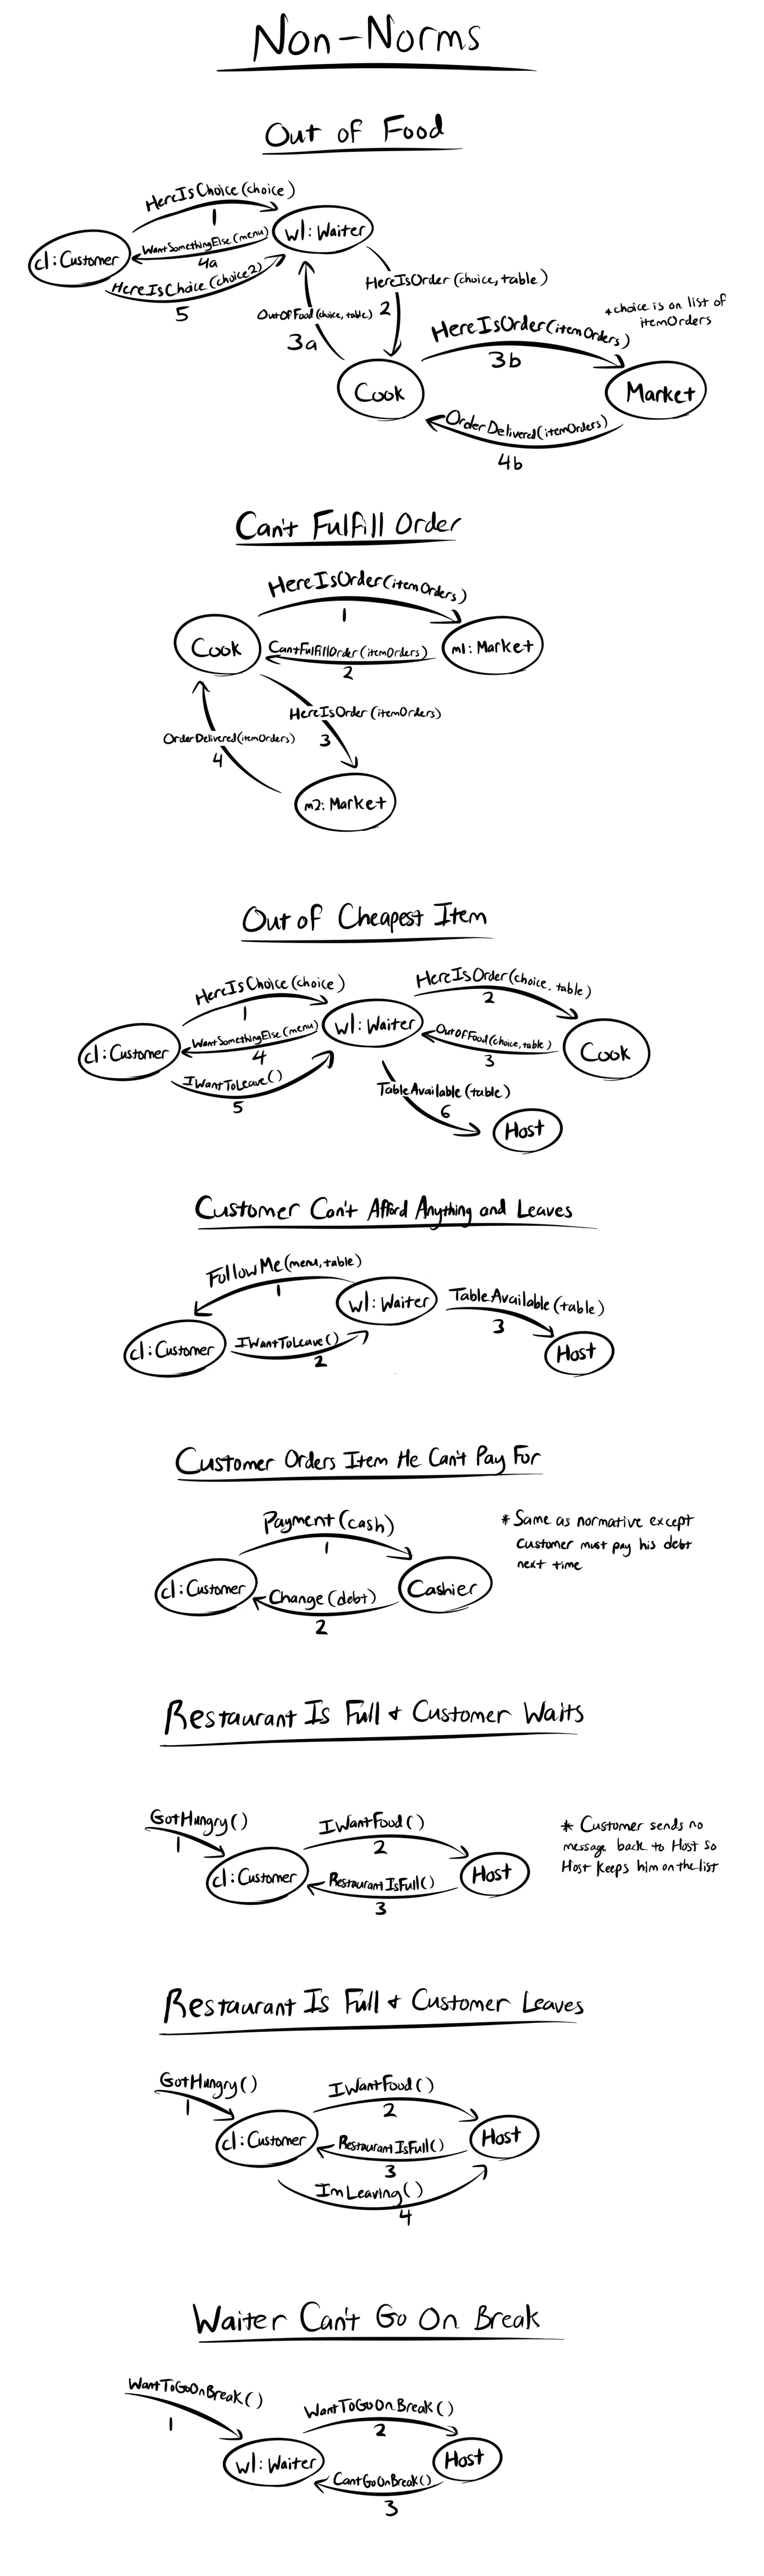 Non-Norms
Out of Food
HereIsChoice(choice)
1
c1:Customer
WantSomethingElse(menu)
4a
w1:Waiter
HereIsChoice(choice2)
5
HereIsOrder(choice, table)
2
OutOfFood(choice, table)
3a
*choice is on list of
itemOrders
HereIsOrder(itemOrders)
3b
Cook
Market
OrderDelivered(itemOrders)
4b
Can't Fulfill Order
HereIsOrder(itemOrders)
1
Cook
CantFulfillOrder(itemOrders)
2
m1:Market
HereIsOrder(itemOrders)
3
OrderDelivered(itemOrders)
4
m2:Market
Out of Cheapest Item
HereIsChoice(choice)
1
HereIsOrder(choice, table)
2
c1:Customer
WantSomethingElse(menu)
4
w1:Waiter
OutOfFood(choice, table)
3
Cook
IWantToLeave()
5
TableAvailable(table)
6
Host
Customer Can't Afford Anything and Leaves
FollowMe(menu, table)
1
w1:Waiter
TableAvailable(table)
3
c1:Customer
IWantToLeave()
2
Host
Customer Orders Item He Can't Pay For
Payment(cash)
1
* Same as normative except
Customer must pay his debt
next time
c1:Customer
Change(debt)
2
Cashier
Restaurant Is Full + Customer Waits
GotHungry()
1
IWantFood()
2
* Customer sends no
message back to Host so
Host keeps him on the list
c1:Customer
RestaurantIsFull()
3
Host
Restaurant Is Full + Customer Leaves
GotHungry()
1
IWantFood()
2
c1:Customer
RestaurantIsFull()
3
Host
ImLeaving()
4
Waiter Can't Go On Break
WantToGoOnBreak()
1
WantToGoOnBreak()
2
w1:Waiter
CantGoOnBreak()
3
Host